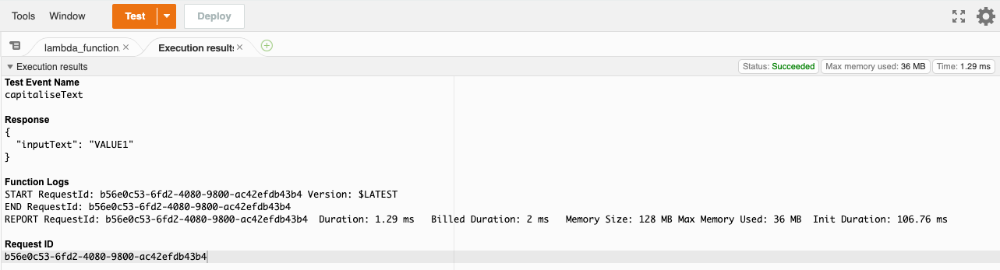 Tools Window Test Deploy
lambda_function. Execution results
Execution results Status: Succeeded Max memory used: 36 MB Time: 1.29 ms
Test Event Name
capitaliseText
Response
{
"inputText": "VALUE1"
}
Function Logs
START RequestId: b56e0c53-6fd2-4080-9800-ac42efdb43b4 Version: $LATEST
END RequestId: b56e0c53-6fd2-4080-9800-ac42efdb43b4
REPORT RequestId: b56e0c53-6fd2-4080-9800-ac42efdb43b4 Duration: 1.29 ms Billed Duration: 2 ms Memory Size: 128 MB Max Memory Used: 36 MB Init Duration: 106.76 ms
Request ID
b56e0c53-6fd2-4080-9800-ac42efdb43b4